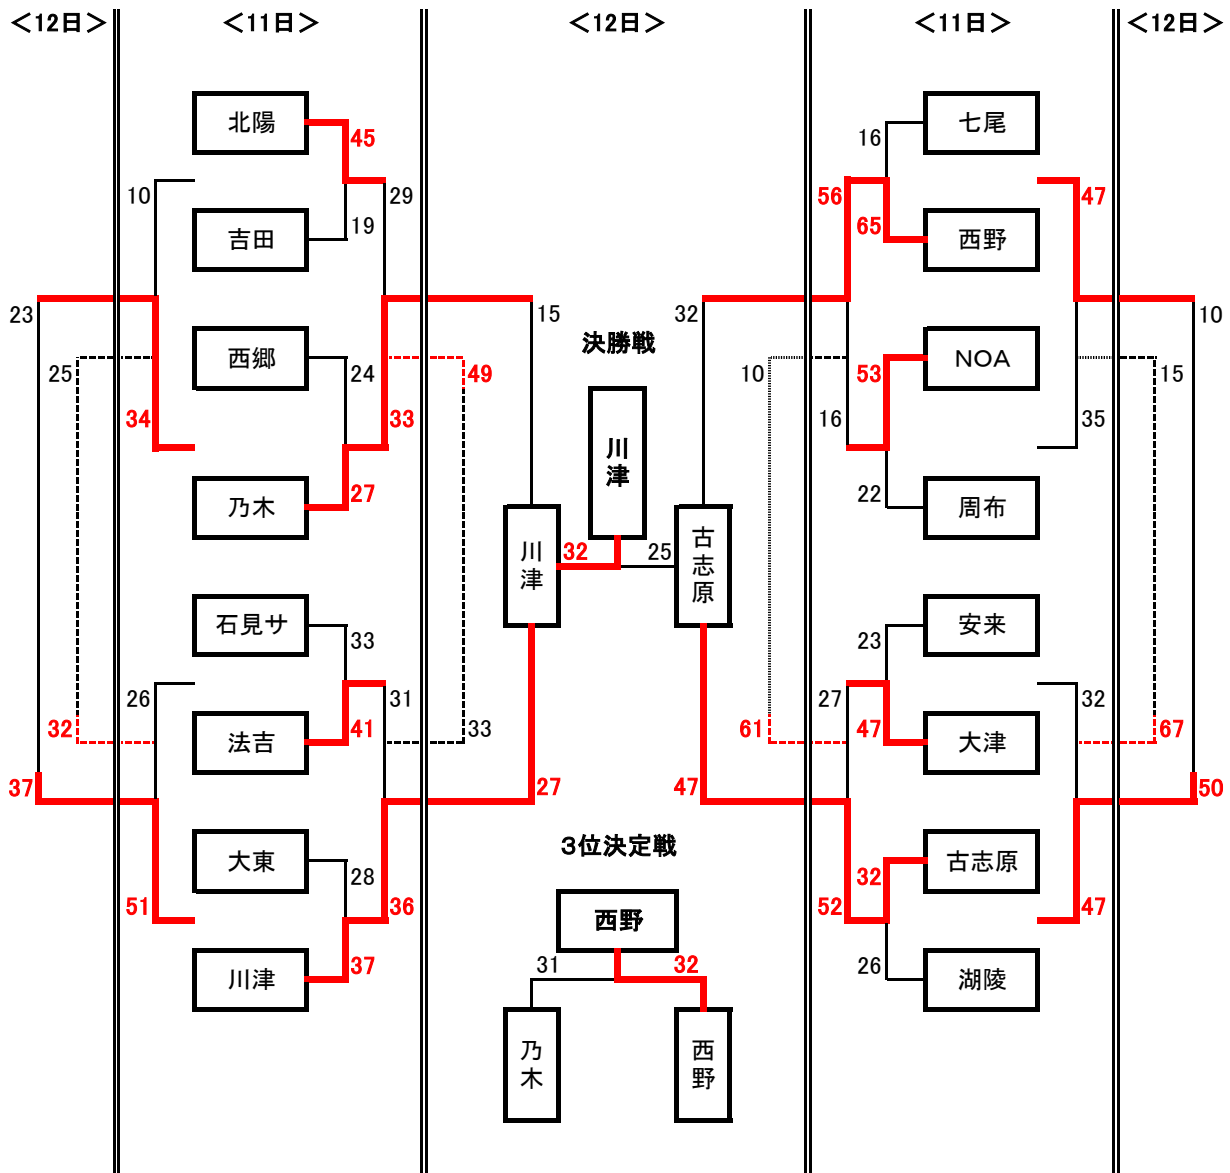 ＜12日＞ ＜11日＞ ＜12日＞ ＜11日＞ ＜12日＞
北陽 45 16 七尾
10 29 56 47
吉田 19 65 西野
23 15 32 10
決勝戦
西郷 24 53 NOA
25 49 10 15
34 33 16 35
川津
乃木 27 22 周布
川津 32 25 古志原
石見サ 33 23 安来
26 31 27 32
32 法吉 41 33 61 47 大津 67
37 27 47 50
3位決定戦
大東 28 32 古志原
51 36 52 47
西野
川津 37 31 32 26 湖陵
乃木 西野